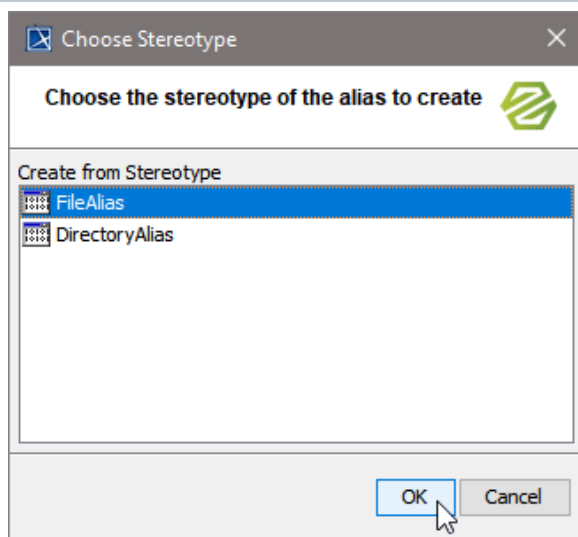 Choose Stereotype
Choose the stereotype of the alias to create
Create from Stereotype
FileAlias
DirectoryAlias
OK
Cancel